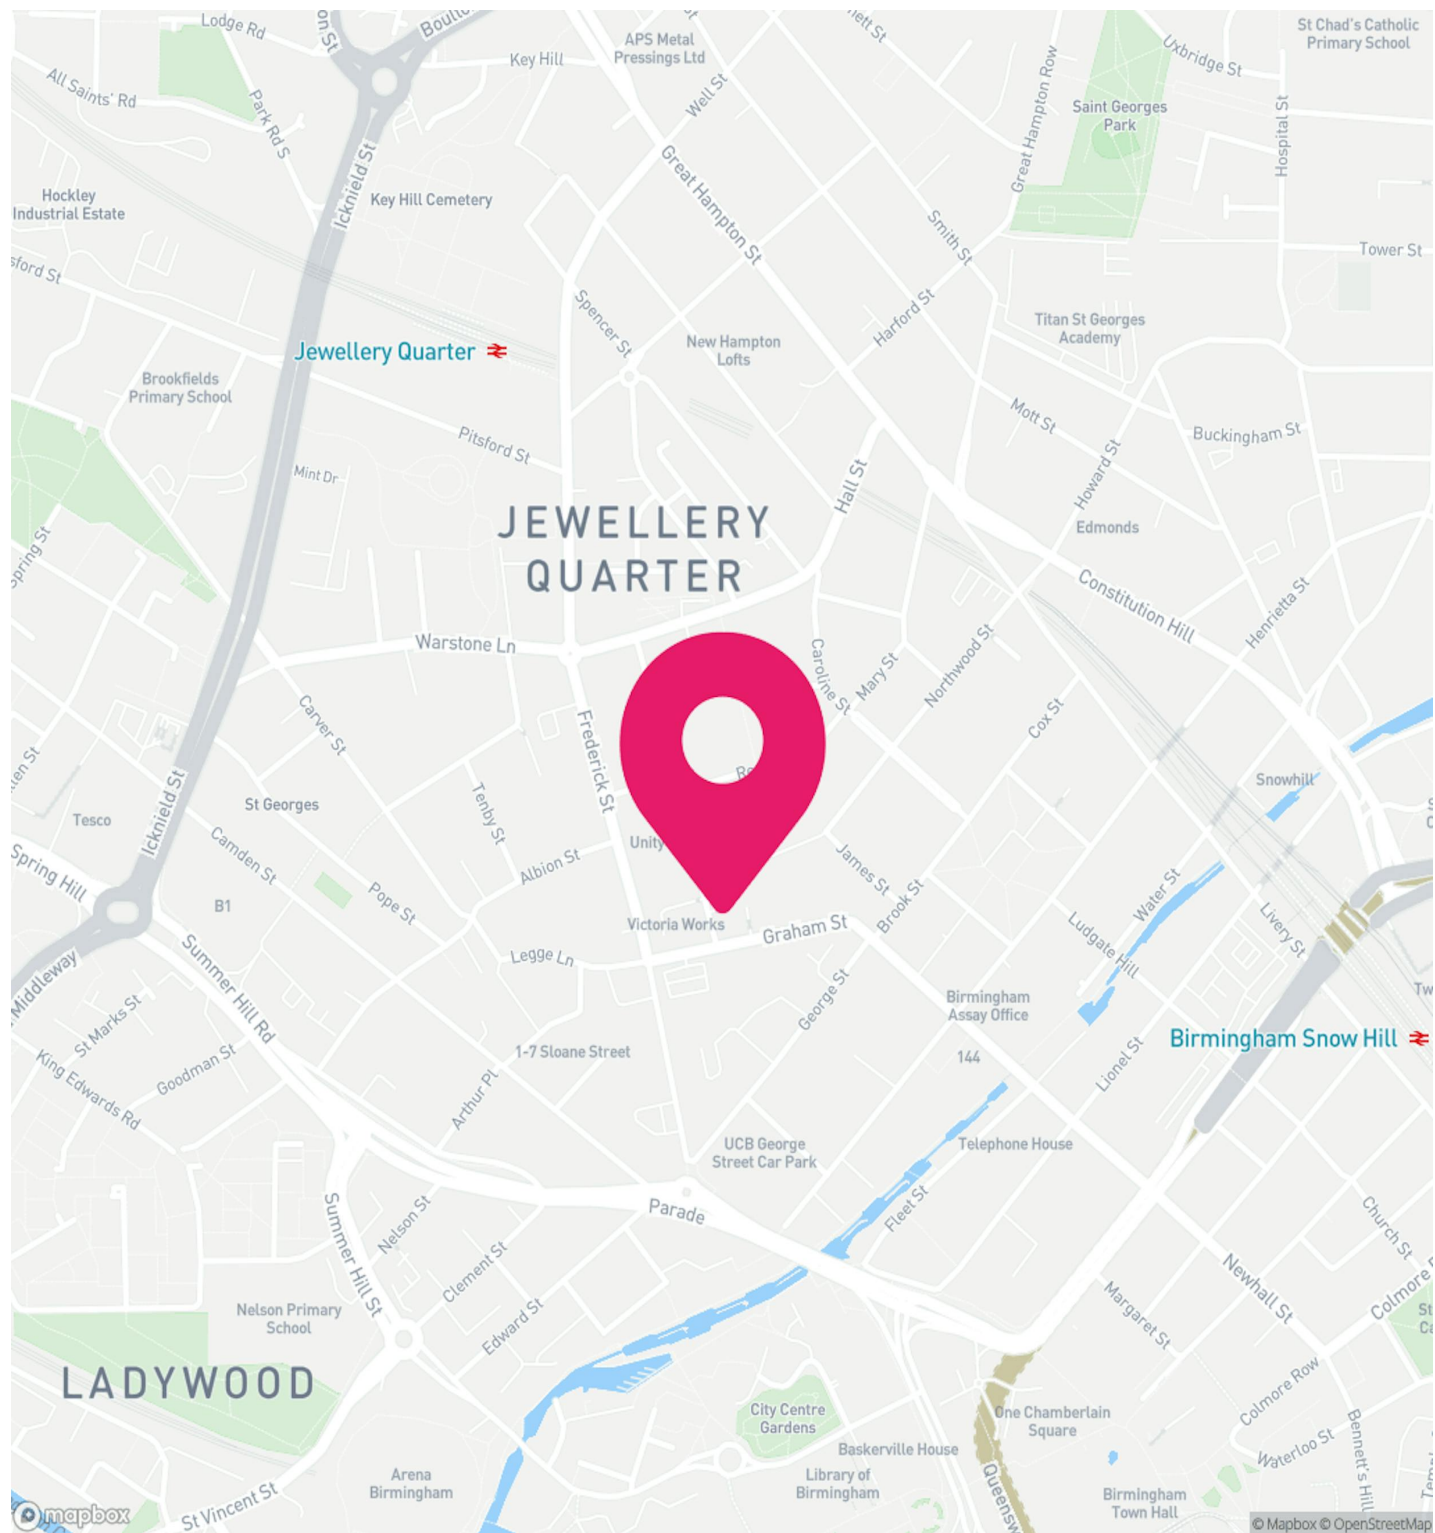 Lodge Rd
Key Hill
APS Metal
Pressings Ltd
St Chad's Catholic
Primary School
Uxbridge St
All Saints' Rd
Park Rd S
Well St
Great Hampton Row
Saint Georges
Park
Hospital St
Icknield St
Hockley
Industrial Estate
Key Hill Cemetery
Great Hampton St
Smith St
Tower St
Spencer St
Harford St
Titan St Georges
Academy
Jewellery Quarter
New Hampton
Lofts
Brookfields
Primary School
Mott St
Buckingham St
Pitsford St
Mint Dr
Hall St
Howard St
Edmonds
JEWELLERY
QUARTER
Spring St
Constitution Hill
Henrietta St
Warstone Ln
Caroline St
Mary St
Northwood St
Carver St
Frederick St
Cox St
Snowhill
St Georges
Tenby St
Tesco
Icknield St
Unity
Spring Hill
Camden St
Albion St
James St
Brook St
Water St
Pope St
B1
Victoria Works
Graham St
Ludgate Hill
Livery St
Legge Ln
Middleway
Summer Hill Rd
St Marks St
George St
Birmingham
Assay Office
Birmingham Snow Hill
Goodman St
1-7 Sloane Street
144
Lionel St
King Edwards Rd
Arthur Pl
UCB George
Street Car Park
Telephone House
Parade
Fleet St
Church St
Summer Hill St
Nelson St
Clement St
Newhall St
Colmore
Margaret St
Nelson Primary
School
Edward St
LADYWOOD
Colmore Row
City Centre
Gardens
One Chamberlain
Square
Baskerville House
Waterloo St
Bennett's Hill
Arena
Birmingham
Library of
Birmingham
St Vincent St
Birmingham
Town Hall
mapbox
© Mapbox © OpenStreetMap